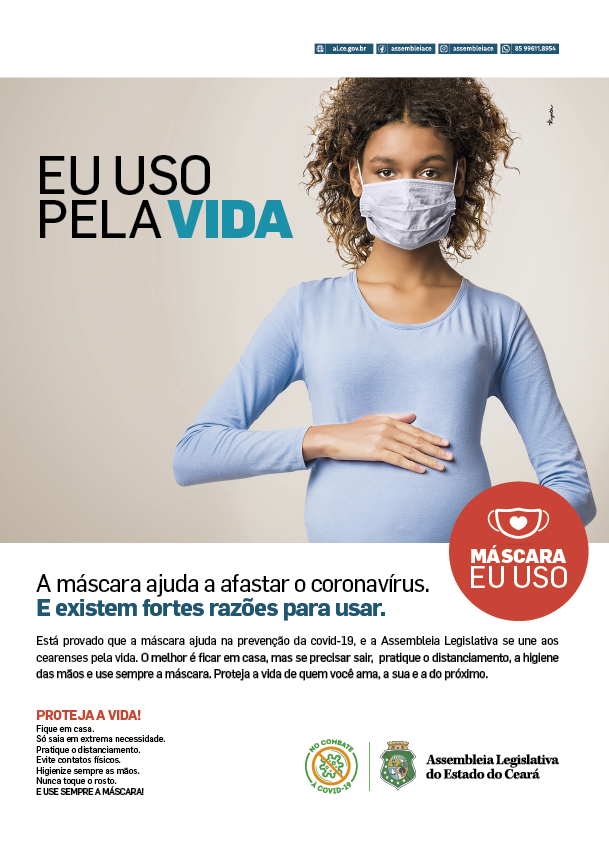 al.ce.gov.br assembleiace assembleiace 85 99611.8954
EU USO
PELA VIDA
MÁSCARA
EU USO
A máscara ajuda a afastar o coronavírus.
E existem fortes razões para usar.
Está provado que a máscara ajuda na prevenção da covid-19, e a Assembleia Legislativa se une aos
cearenses pela vida. O melhor é ficar em casa, mas se precisar sair, pratique o distanciamento, a higiene
das mãos e use sempre a máscara. Proteja a vida de quem você ama, a sua e a do próximo.
PROTEJA A VIDA!
Fique em casa.
Só saia em extrema necessidade.
Pratique o distanciamento.
Evite contatos físicos.
Higienize sempre as mãos.
Nunca toque o rosto.
E USE SEMPRE A MÁSCARA!
NO COMBATE
À COVID-19
Assembleia Legislativa
do Estado do Ceará